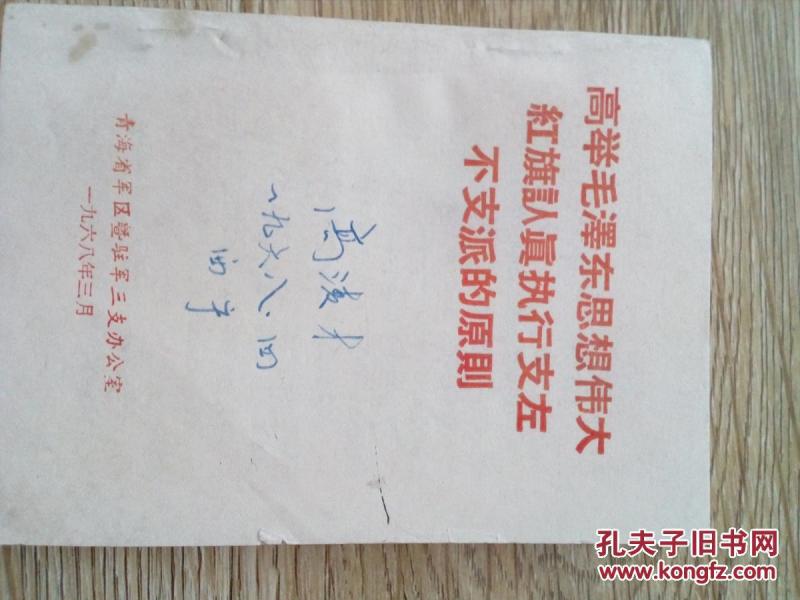 高举毛澤东思想伟大
紅旗認眞执行支左
不支派的原則
一九六八.四
西宁
青海省军区暨驻军三支办公室
一九六八年三月
孔夫子旧书网
www.kongfz.com